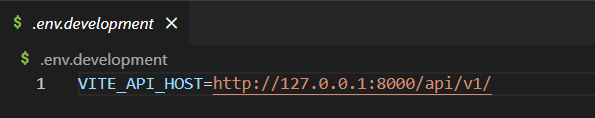 $ .env.development ×
$ .env.development
1 VITE_API_HOST=http://127.0.0.1:8000/api/v1/